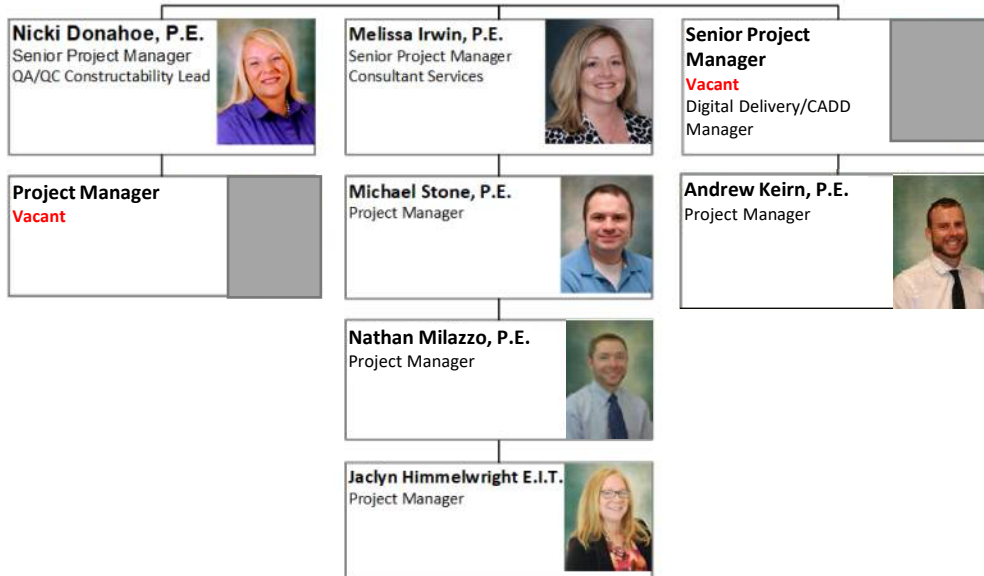 Nicki Donahoe, P.E.
Senior Project Manager
QA/QC Constructability Lead
Melissa Irwin, P.E.
Senior Project Manager
Consultant Services
Senior Project
Manager
Vacant
Digital Delivery/CADD
Manager
Project Manager
Vacant
Michael Stone, P.E.
Project Manager
Andrew Keirn, P.E.
Project Manager
Nathan Milazzo, P.E.
Project Manager
Jaclyn Himmelwright E.I.T.
Project Manager